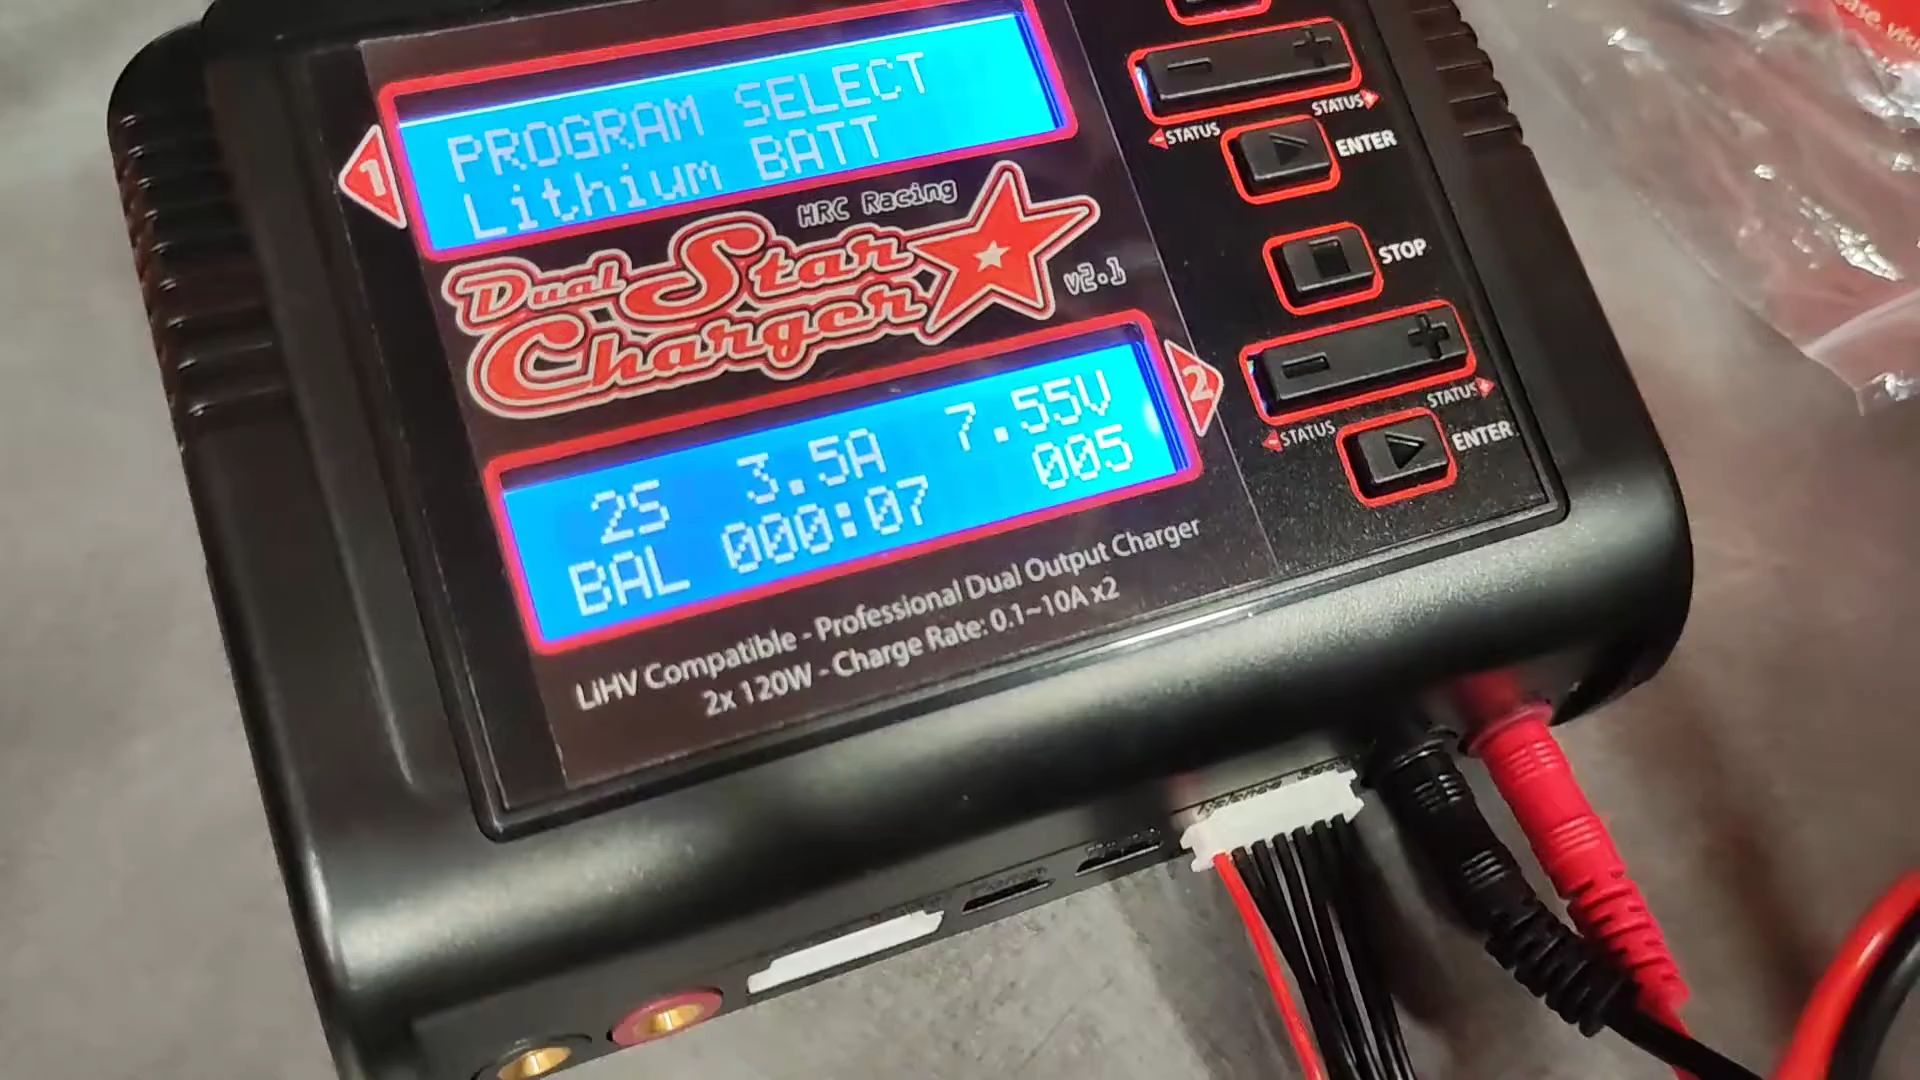 PROGRAM SELECT
Lithium BATT
1
HRC Racing
Dual Star Charger
v2.1
2S 3.5A 7.55V
BAL 000:07 005
2
LiHV Compatible - Professional Dual Output Charger
2x 120W - Charge Rate: 0.1~10A x2
- +
STATUS STATUS
ENTER
STOP
- +
STATUS STATUS
ENTER
Balance